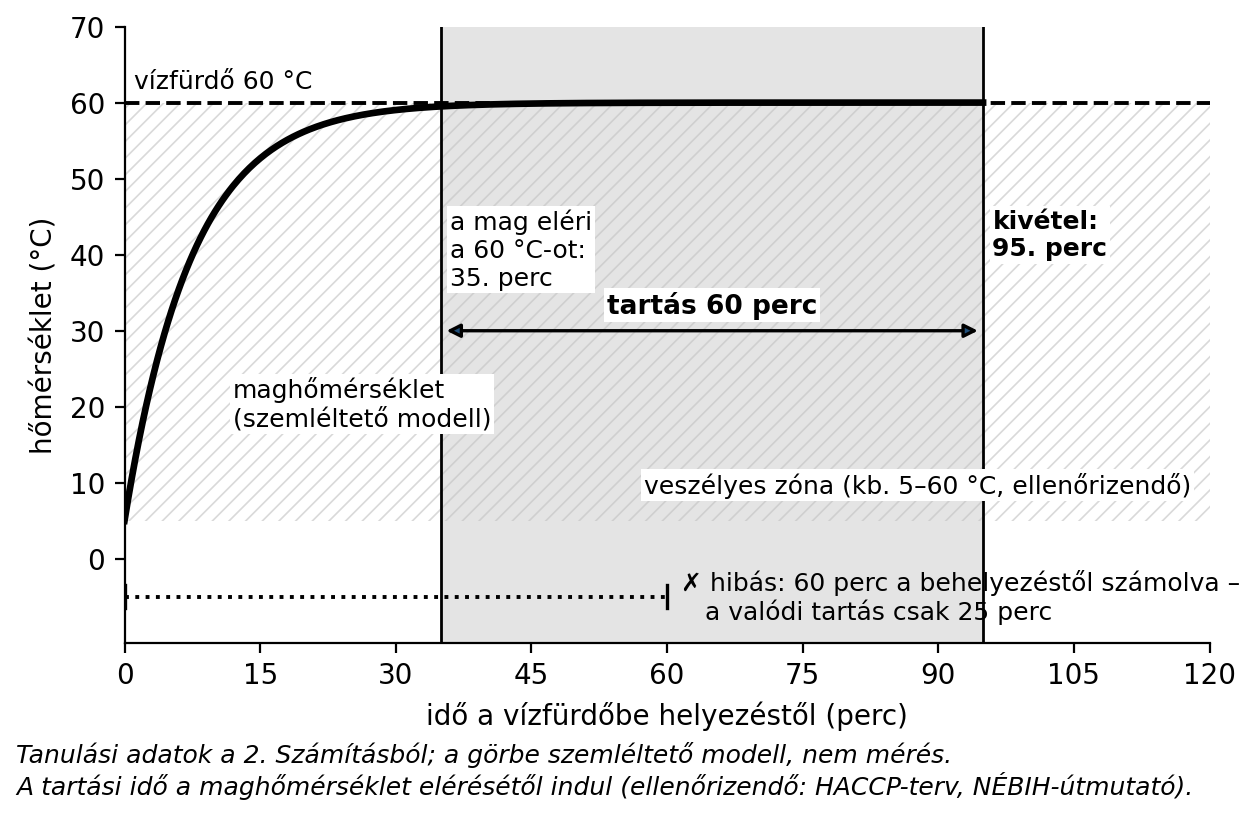 70
vízfürdő 60 °C
60
50
a mag eléri
a 60 °C-ot:
35. perc
kivétel:
95. perc
40
tartás 60 perc
30
maghőmérséklet
(szemléltető modell)
20
veszélyes zóna (kb. 5–60 °C, ellenőrizendő)
10
0
hőmérséklet (°C)
✗ hibás: 60 perc a behelyezéstől számolva –
a valódi tartás csak 25 perc
0 15 30 45 60 75 90 105 120
idő a vízfürdőbe helyezéstől (perc)
Tanulási adatok a 2. Számításból; a görbe szemléltető modell, nem mérés.
A tartási idő a maghőmérséklet elérésétől indul (ellenőrizendő: HACCP-terv, NÉBIH-útmutató).